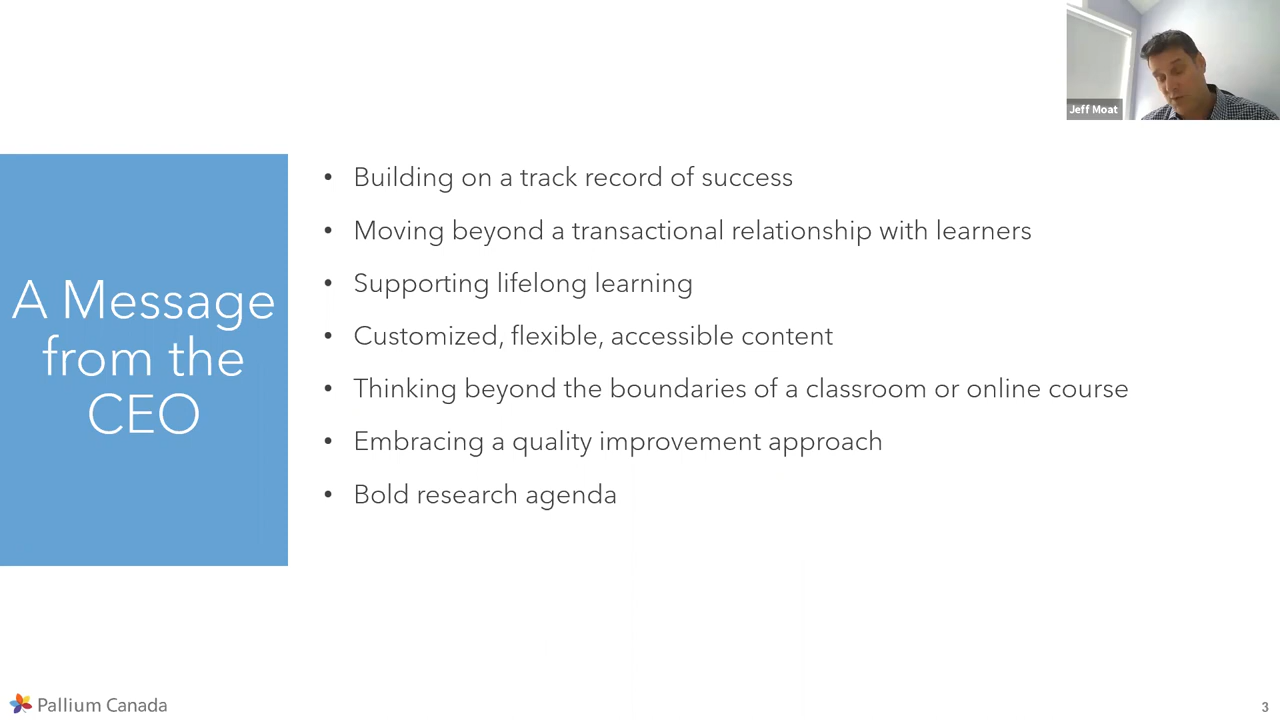 Jeff Moat
A Message
from the
CEO
• Building on a track record of success
• Moving beyond a transactional relationship with learners
• Supporting lifelong learning
• Customized, flexible, accessible content
• Thinking beyond the boundaries of a classroom or online course
• Embracing a quality improvement approach
• Bold research agenda
Pallium Canada
3